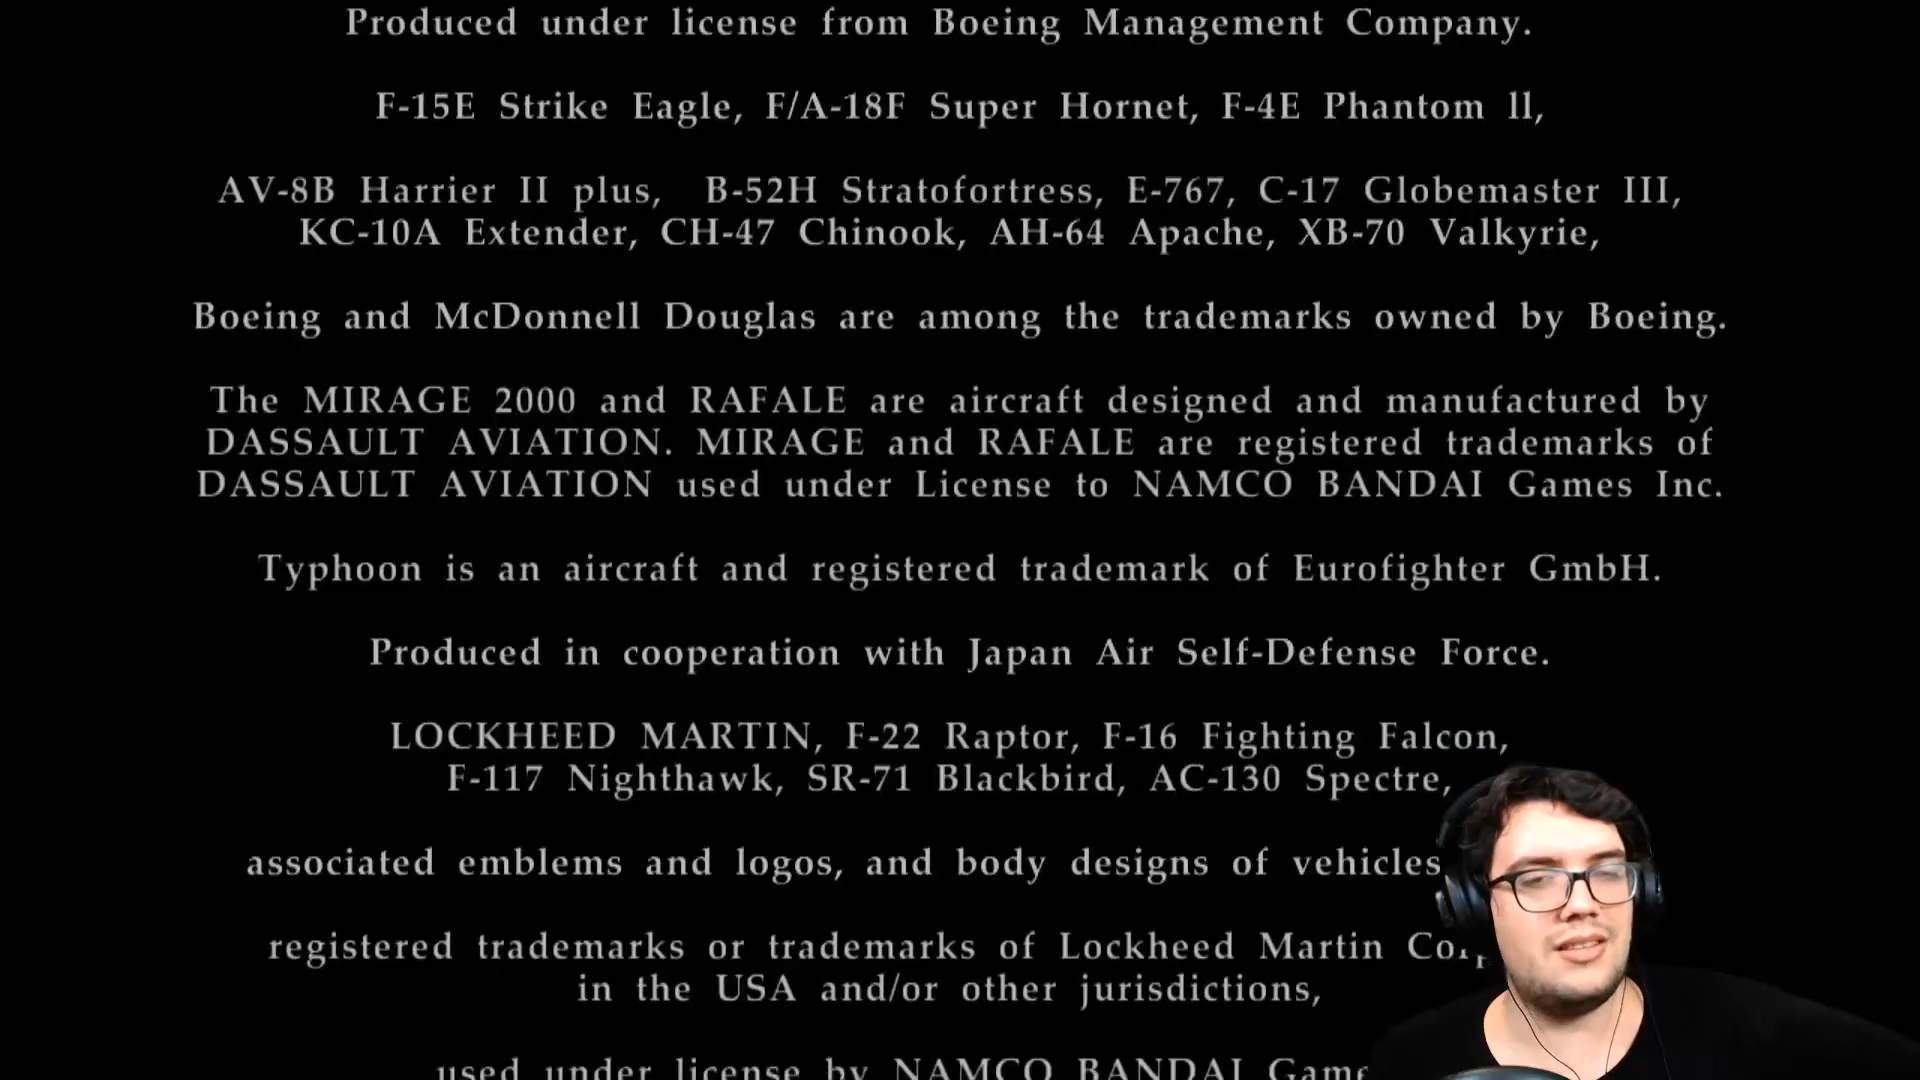 Produced under license from Boeing Management Company.
F-15E Strike Eagle, F/A-18F Super Hornet, F-4E Phantom ll,
AV-8B Harrier II plus, B-52H Stratofortress, E-767, C-17 Globemaster III,
KC-10A Extender, CH-47 Chinook, AH-64 Apache, XB-70 Valkyrie,
Boeing and McDonnell Douglas are among the trademarks owned by Boeing.
The MIRAGE 2000 and RAFALE are aircraft designed and manufactured by
DASSAULT AVIATION. MIRAGE and RAFALE are registered trademarks of
DASSAULT AVIATION used under License to NAMCO BANDAI Games Inc.
Typhoon is an aircraft and registered trademark of Eurofighter GmbH.
Produced in cooperation with Japan Air Self-Defense Force.
LOCKHEED MARTIN, F-22 Raptor, F-16 Fighting Falcon,
F-117 Nighthawk, SR-71 Blackbird, AC-130 Spectre,
associated emblems and logos, and body designs of vehicles
registered trademarks or trademarks of Lockheed Martin
in the USA and/or other jurisdictions,
used under license by NAMCO BANDAI